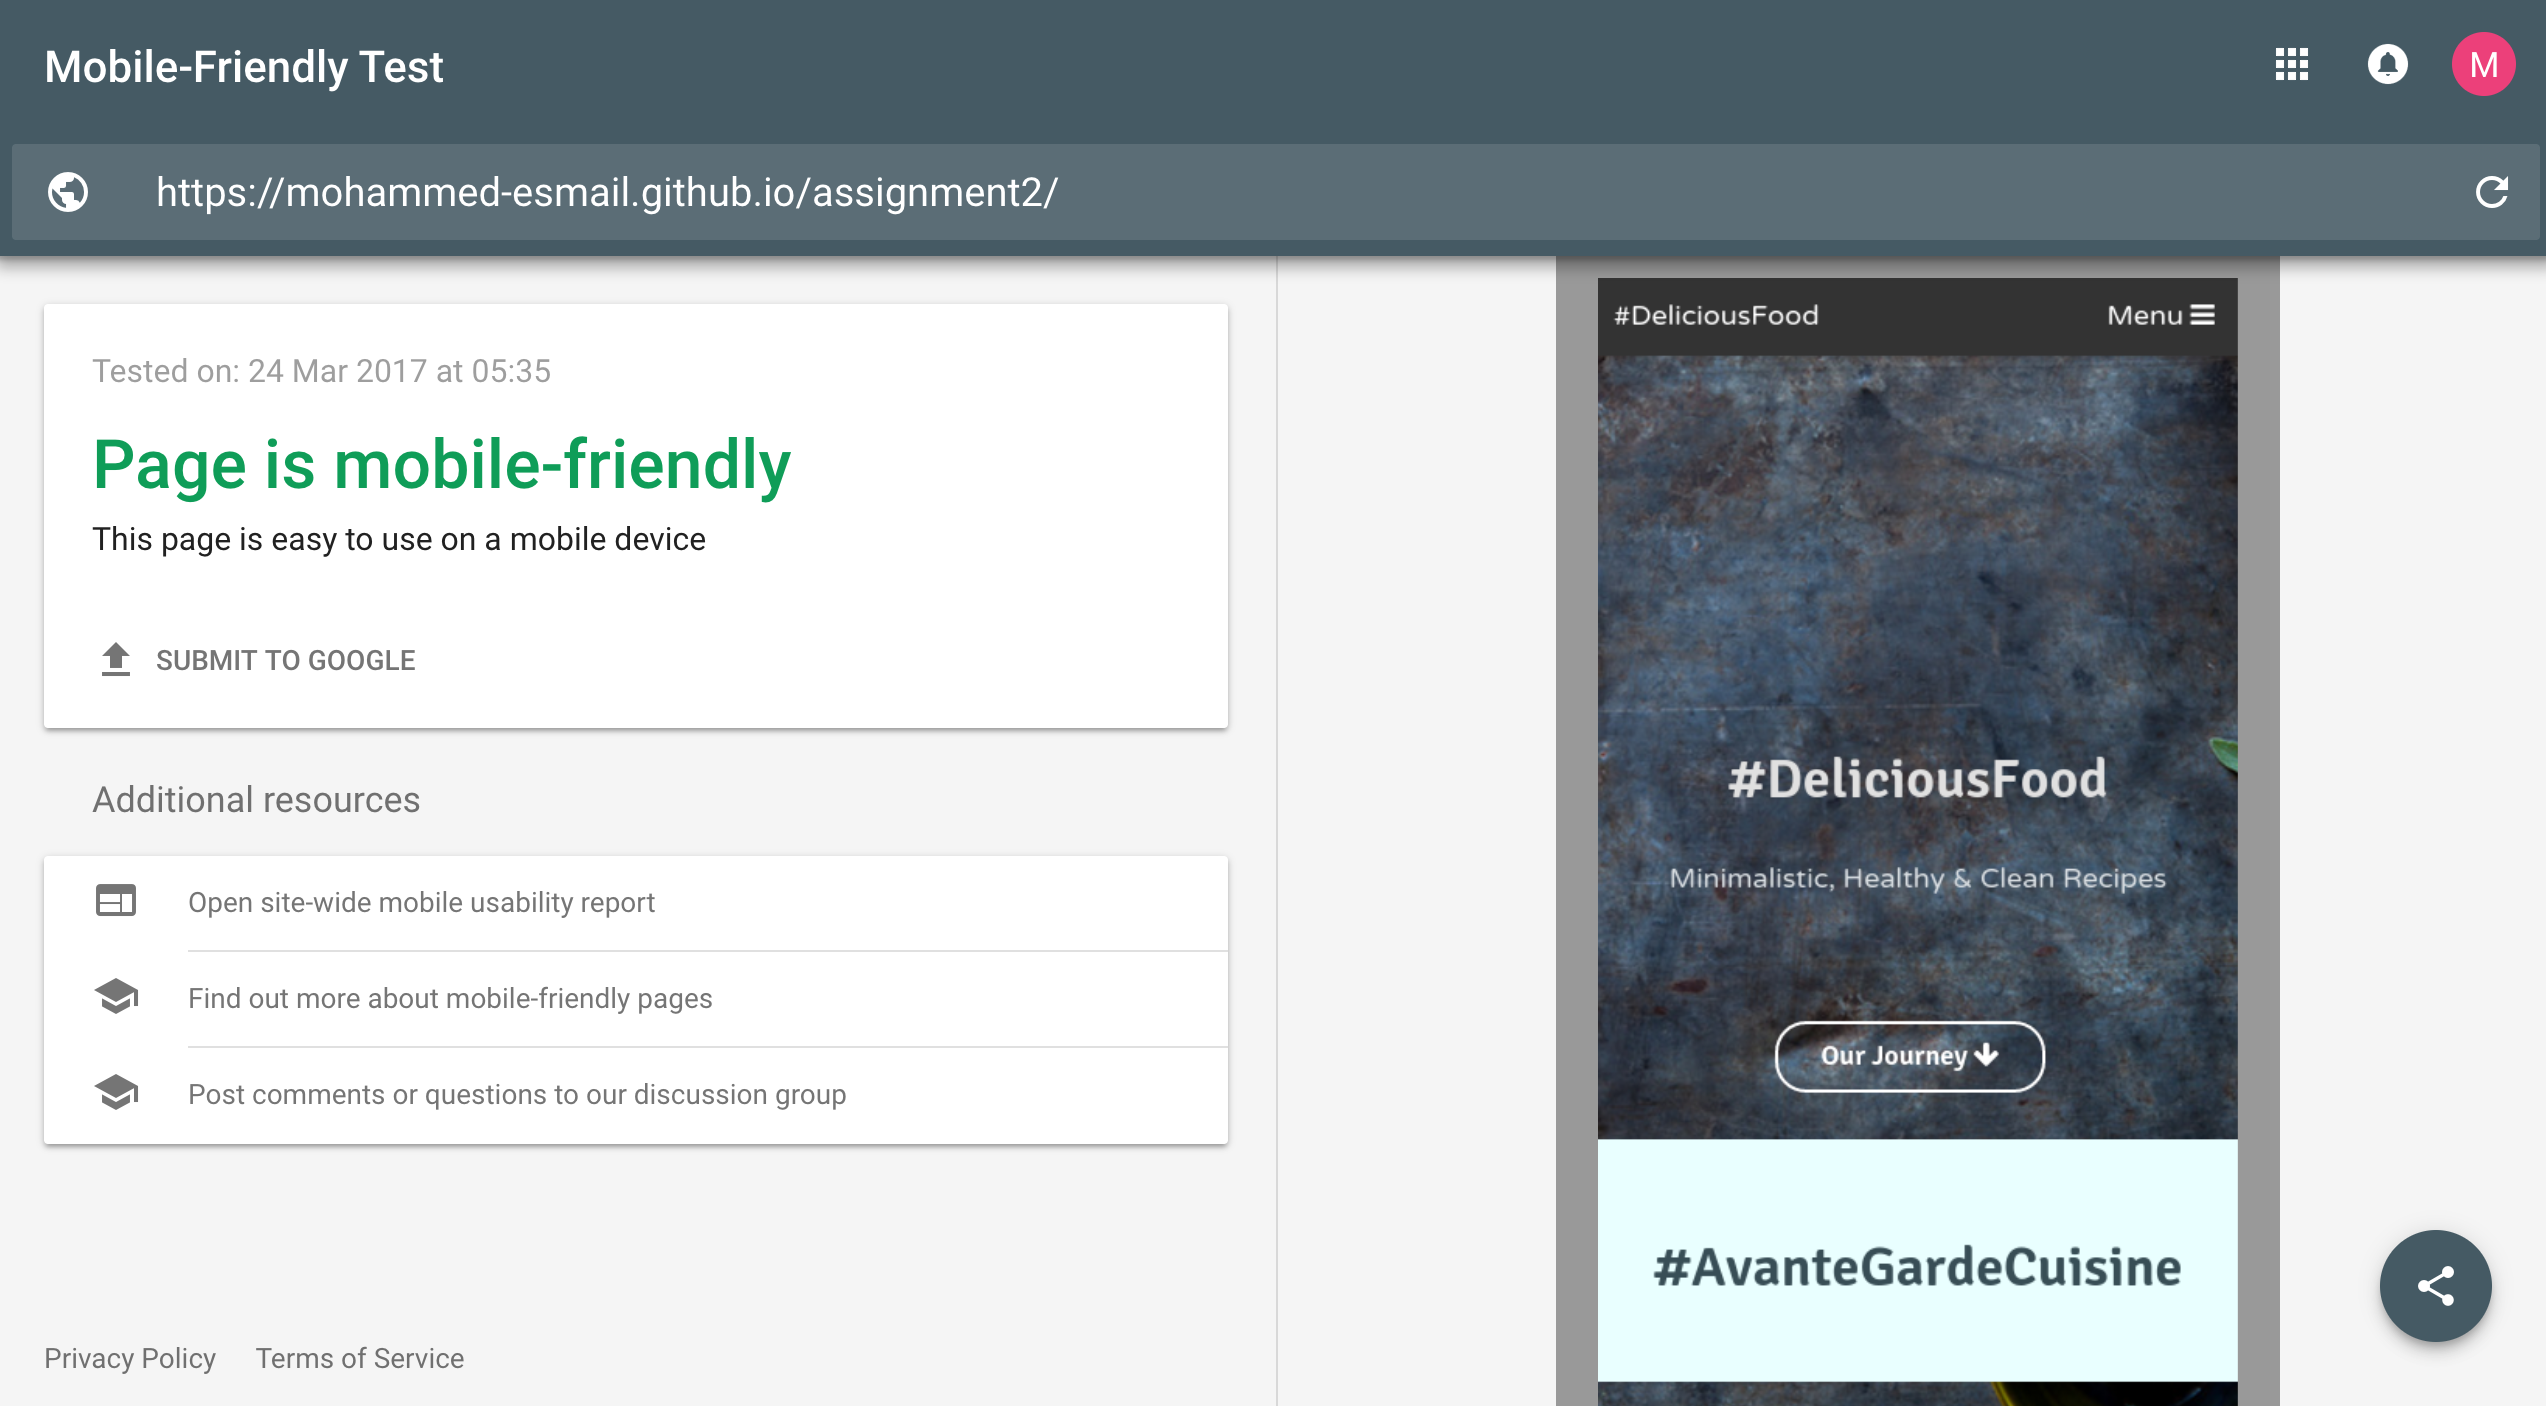 Mobile-Friendly Test
M
https://mohammed-esmail.github.io/assignment2/
Tested on: 24 Mar 2017 at 05:35
Page is mobile-friendly
This page is easy to use on a mobile device
SUBMIT TO GOOGLE
Additional resources
Open site-wide mobile usability report
Find out more about mobile-friendly pages
Post comments or questions to our discussion group
Privacy Policy Terms of Service
#DeliciousFood Menu
#DeliciousFood
Minimalistic, Healthy & Clean Recipes
Our Journey
#AvanteGardeCuisine